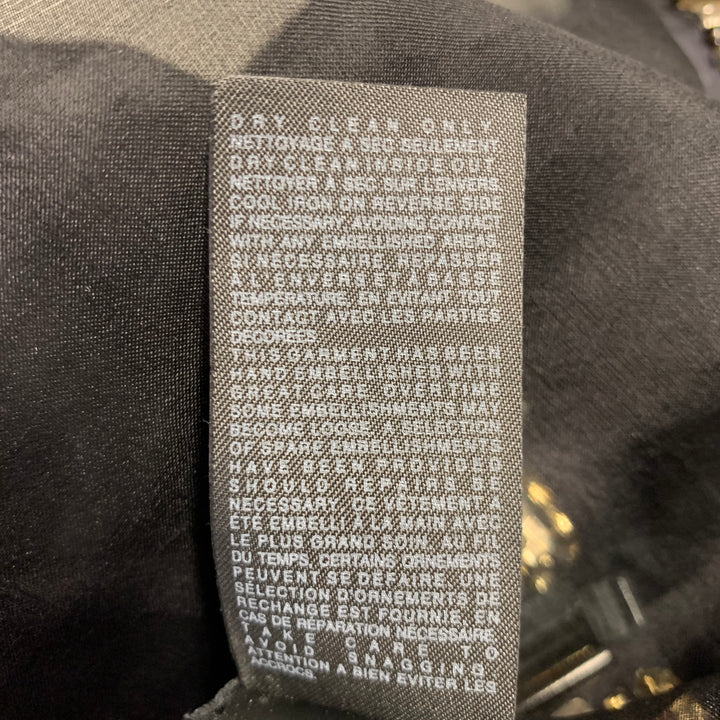 DRY CLEAN ONLY
NETTOYAGE A SEC SEULEMENT
DRY CLEAN INSIDE OUT
NETTOYER A SEC SUR L'ENVERS
COOL IRON ON REVERSE SIDE
IF NECESSARY, AVOIDING CONTACT
WITH ANY EMBELLISHED AREAS
SI NÉCESSAIRE REPASSER
A L'ENVERS À BASSE
TEMPERATURE, EN EVITANT TOUT
CONTACT AVEC LES PARTIES
DECOREES
THIS GARMENT HAS BEEN
HAND EMBELLISHED WITH
GREAT CARE OVER TIME
SOME EMBELLISHMENTS MAY
BECOME LOOSE A SELECTION
OF SPARE EMBELLISHMENTS
HAVE BEEN PROVIDED
SHOULD REPAIRS BE
NECESSARY CE VÊTEMENT A
ÉTÉ EMBELLI À LA MAIN AVEC
LE PLUS GRAND SOIN, AU FIL
DU TEMPS, CERTAINS ORNEMENTS
PEUVENT SE DÉFAIRE, UNE
SÉLECTION D'ORNEMENTS DE
RECHANGE EST FOURNIE, EN
CAS DE RÉPARATION NÉCESSAIRE
TAKE CARE TO
AVOID SNAGGING.
ATTENTION A BIEN ÉVITER LES
ACCROCS.